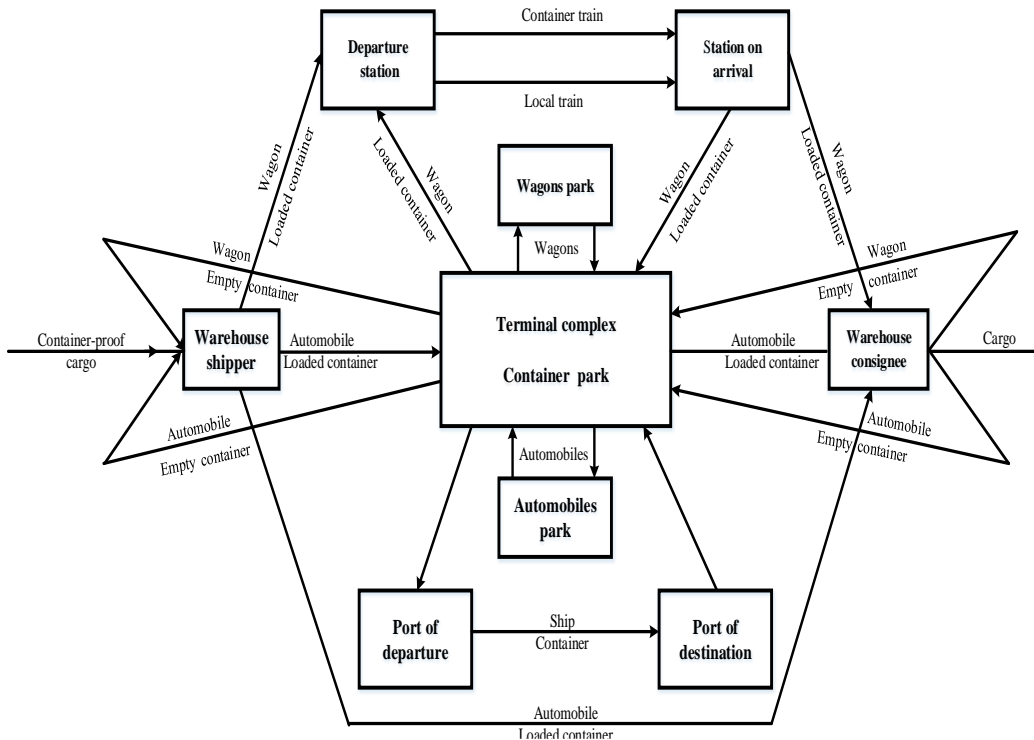 Container train
Departure
station
Station on
arrival
Local train
Wagon
Loaded container
Wagon
Loaded container
Wagon
Loaded container
Wagon
Loaded container
Wagons park
Wagons
Wagon
Empty container
Wagon
Empty container
Container-proof
cargo
Warehouse
shipper
Automobile
Loaded container
Terminal complex
Container park
Automobile
Loaded container
Warehouse
consignee
Cargo
Automobile
Empty container
Automobile
Empty container
Automobiles
Automobiles
park
Port of
departure
Ship
Container
Port of
destination
Automobile
Loaded container